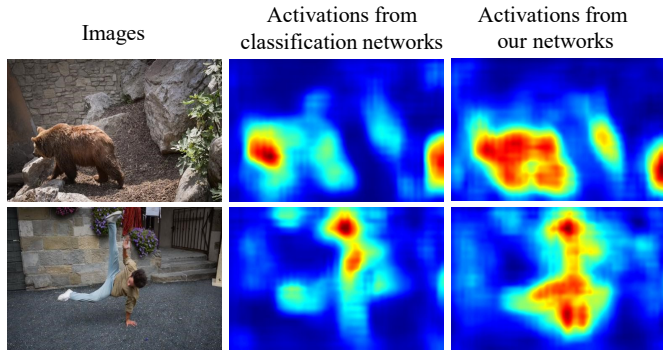 Images
Activations from
classification networks
Activations from
our networks